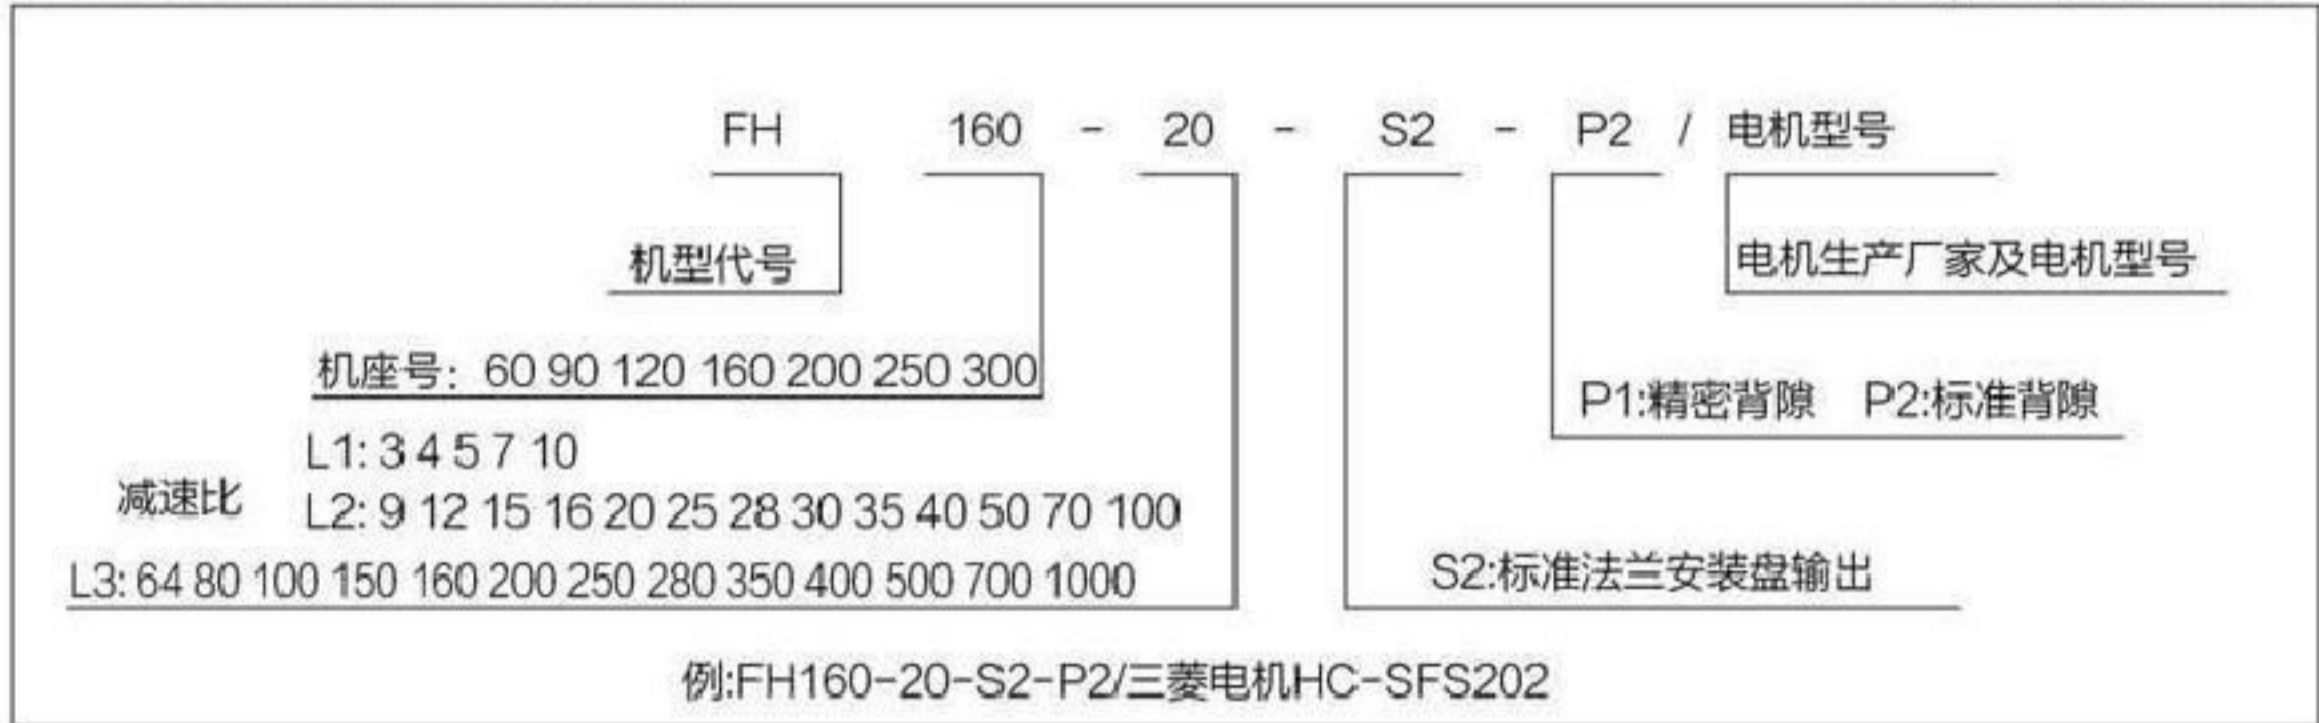 FH 160 - 20 - S2 - P2 / 电机型号
机型代号
电机生产厂家及电机型号
机座号: 60 90 120 160 200 250 300
P1:精密背隙 P2:标准背隙
L1: 3 4 5 7 10
减速比
L2: 9 12 15 16 20 25 28 30 35 40 50 70 100
L3: 64 80 100 150 160 200 250 280 350 400 500 700 1000
S2:标准法兰安装盘输出
例:FH160-20-S2-P2/三菱电机HC-SFS202